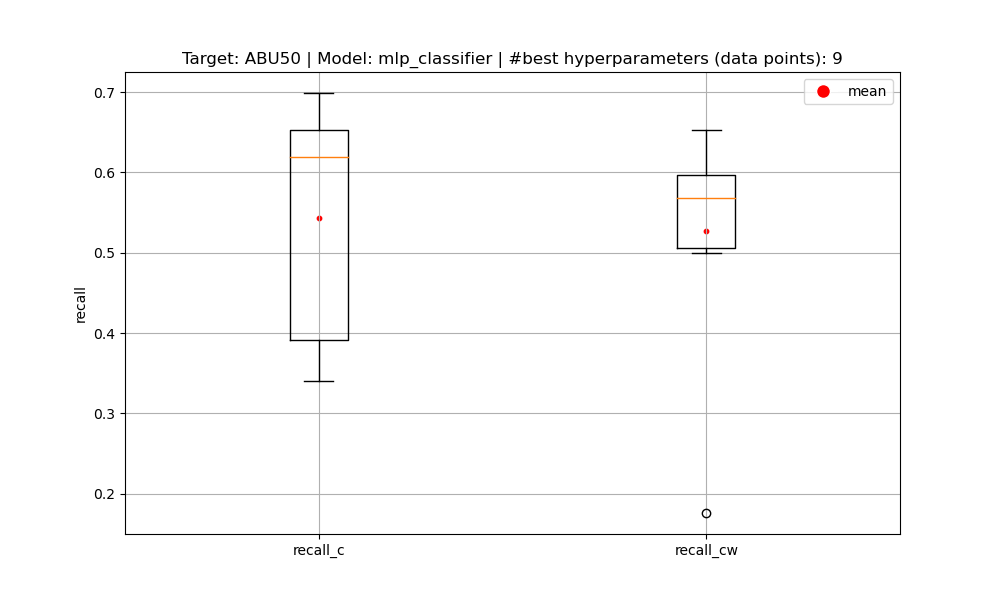 Target: ABU50 | Model: mlp_classifier | #best hyperparameters (data points): 9
mean
0.7
0.6
0.5
0.4
0.3
0.2
recall
recall_c
recall_cw